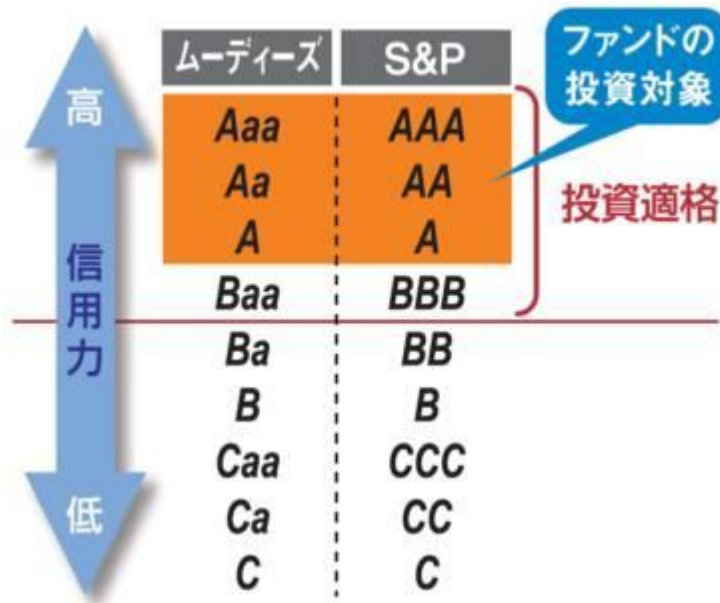 ムーディーズ S&P
ファンドの
投資対象
高
Aaa AAA
Aa AA
A A
投資適格
Baa BBB
信用力
Ba BB
B B
Caa CCC
低
Ca CC
C C